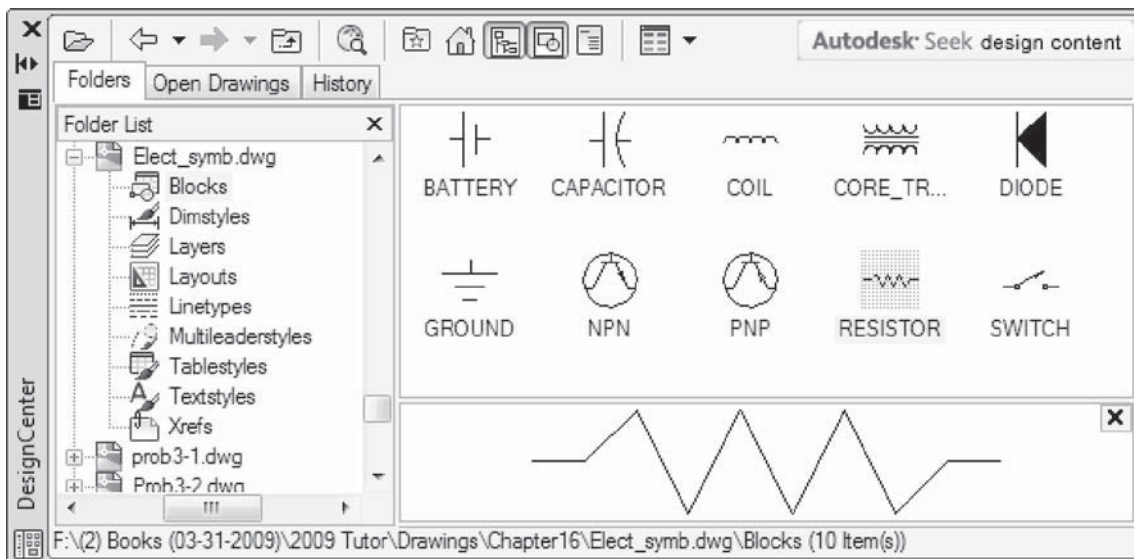 Autodesk· Seek design content
Folders
Open Drawings
History
Folder List
Elect_symb.dwg
Blocks
Dimstyles
Layers
Layouts
Linetypes
Multileaderstyles
Tablestyles
Textstyles
Xrefs
prob3-1.dwg
Prob3-2.dwg
BATTERY
CAPACITOR
COIL
CORE_TR...
DIODE
GROUND
NPN
PNP
RESISTOR
SWITCH
DesignCenter
F:\(2) Books (03-31-2009)\2009 Tutor\Drawings\Chapter16\Elect_symb.dwg\Blocks (10 Item(s))